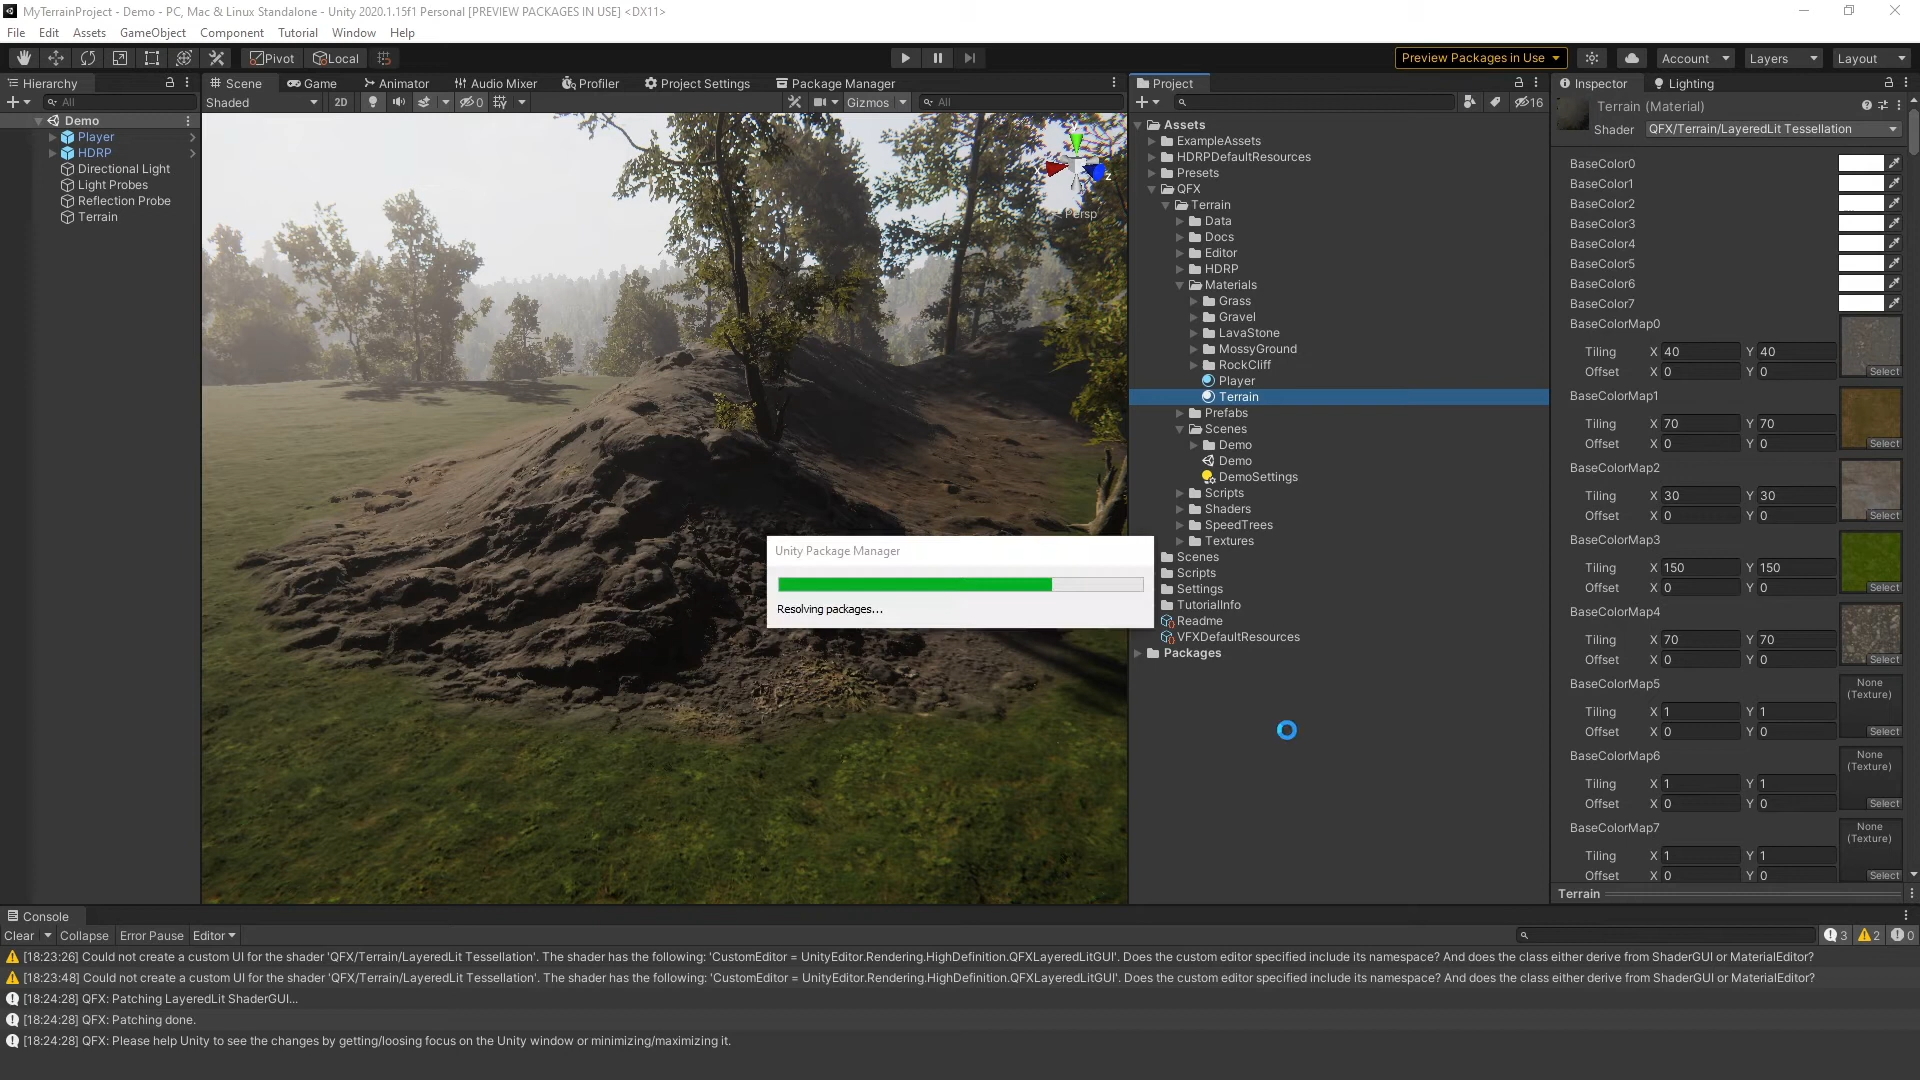 MyTerrainProject - Demo - PC, Mac & Linux Standalone - Unity 2020.1.15f1 Personal [PREVIEW PACKAGES IN USE] <DX11>
File Edit Assets GameObject Component Tutorial Window Help
Pivot Local Preview Packages in Use Account Layers Layout
Hierarchy Scene Game Animator Audio Mixer Profiler Project Settings Package Manager Project Inspector Lighting
All Shaded 2D 0 Gizmos All 16
Demo
Player
HDRP
Directional Light
Light Probes
Reflection Probe
Terrain
y
x
z
Persp
Unity Package Manager
Resolving packages...
Assets
ExampleAssets
HDRPDefaultResources
Presets
QFX
Terrain
Data
Docs
Editor
HDRP
Materials
Grass
Gravel
LavaStone
MossyGround
RockCliff
Player
Terrain
Prefabs
Scenes
Demo
Demo
DemoSettings
Scripts
Shaders
SpeedTrees
Textures
Scenes
Scripts
Settings
TutorialInfo
Readme
VFXDefaultResources
Packages
Terrain (Material)
Shader QFX/Terrain/LayeredLit Tessellation
BaseColor0
BaseColor1
BaseColor2
BaseColor3
BaseColor4
BaseColor5
BaseColor6
BaseColor7
BaseColorMap0
Tiling X 40 Y 40
Offset X 0 Y 0 Select
BaseColorMap1
Tiling X 70 Y 70
Offset X 0 Y 0 Select
BaseColorMap2
Tiling X 30 Y 30
Offset X 0 Y 0 Select
BaseColorMap3
Tiling X 150 Y 150
Offset X 0 Y 0 Select
BaseColorMap4
Tiling X 70 Y 70
Offset X 0 Y 0 Select
BaseColorMap5 None
(Texture)
Tiling X 1 Y 1
Offset X 0 Y 0 Select
BaseColorMap6 None
(Texture)
Tiling X 1 Y 1
Offset X 0 Y 0 Select
BaseColorMap7 None
(Texture)
Tiling X 1 Y 1
Offset X 0 Y 0 Select
Terrain
Console
Clear Collapse Error Pause Editor 3 2 0
[18:23:26] Could not create a custom UI for the shader 'QFX/Terrain/LayeredLit Tessellation'. The shader has the following: 'CustomEditor = UnityEditor.Rendering.HighDefinition.QFXLayeredLitGUI'. Does the custom editor specified include its namespace? And does the class either derive from ShaderGUI or MaterialEditor?
[18:23:48] Could not create a custom UI for the shader 'QFX/Terrain/LayeredLit Tessellation'. The shader has the following: 'CustomEditor = UnityEditor.Rendering.HighDefinition.QFXLayeredLitGUI'. Does the custom editor specified include its namespace? And does the class either derive from ShaderGUI or MaterialEditor?
[18:24:28] QFX: Patching LayeredLit ShaderGUI...
[18:24:28] QFX: Patching done.
[18:24:28] QFX: Please help Unity to see the changes by getting/loosing focus on the Unity window or minimizing/maximizing it.